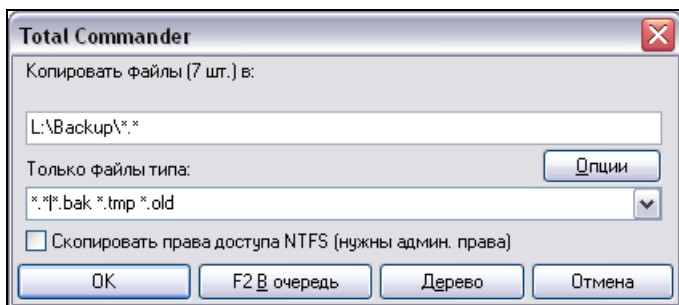 Total Commander
Копировать файлы (7 шт.) в:
L:\Backup\*.*
Только файлы типа:
Опции
*.*|*.bak *.tmp *.old
Скопировать права доступа NTFS (нужны админ. права)
OK F2 В очередь Дерево Отмена